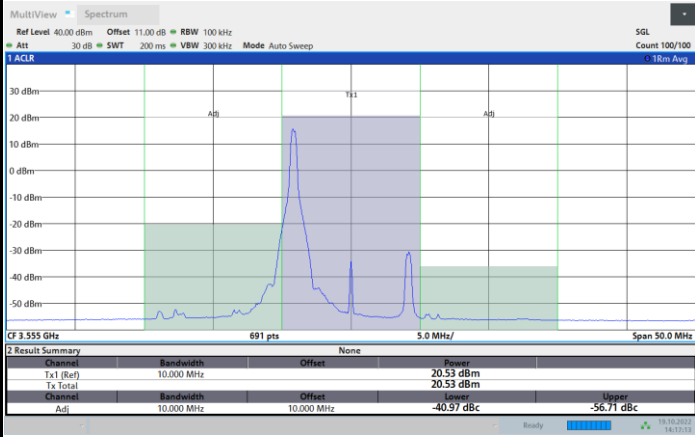 MultiView Spectrum
Ref Level 40.00 dBm Offset 11.00 dB RBW 100 kHz SGL
Att 30 dB SWT 200 ms VBW 300 kHz Mode Auto Sweep Count 100/100
1 ACLR 1Rm Avg
Tx1
Adj Adj
30 dBm
20 dBm
10 dBm
0 dBm
-10 dBm
-20 dBm
-30 dBm
-40 dBm
-50 dBm
CF 3.555 GHz 691 pts 5.0 MHz/ Span 50.0 MHz
2 Result Summary None
Channel Bandwidth Offset Power
Tx1 (Ref) 10.000 MHz 20.53 dBm
Tx Total 20.53 dBm
Channel Bandwidth Offset Lower Upper
Adj 10.000 MHz 10.000 MHz -40.97 dBc -56.71 dBc
Ready 19.10.2022
14:17:13